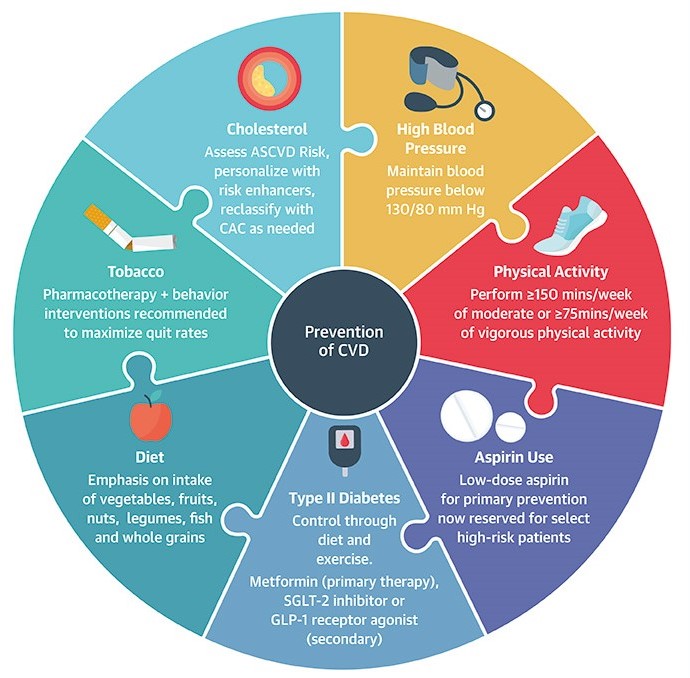 Cholesterol
Assess ASCVD Risk,
personalize with
risk enhancers,
reclassify with
CAC as needed
High Blood
Pressure
Maintain blood
pressure below
130/80 mm Hg
Physical Activity
Perform ≥150 mins/week
of moderate or ≥75mins/week
of vigorous physical activity
Aspirin Use
Low-dose aspirin
for primary prevention
now reserved for select
high-risk patients
Type II Diabetes
Control through
diet and
exercise.
Metformin (primary therapy),
SGLT-2 inhibitor or
GLP-1 receptor agonist
(secondary)
Diet
Emphasis on intake
of vegetables, fruits,
nuts, legumes, fish
and whole grains
Tobacco
Pharmacotherapy + behavior
interventions recommended
to maximize quit rates
Prevention
of CVD